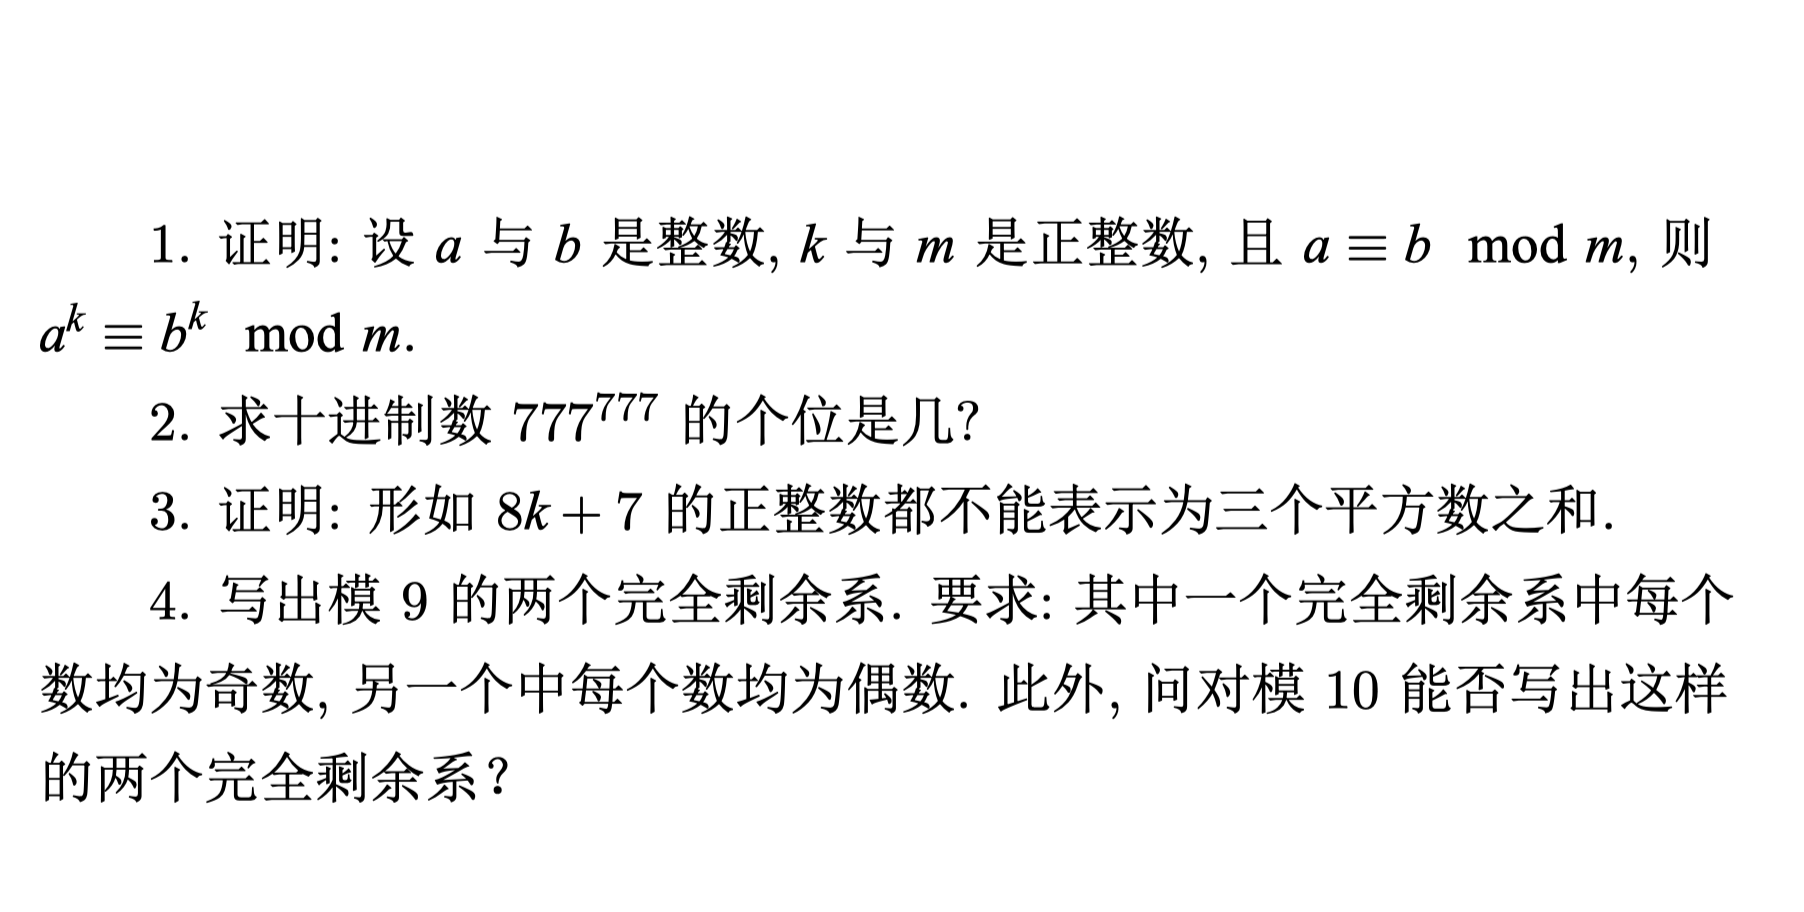 1. 证明: 设 a 与 b 是整数, k 与 m 是正整数, 且 a ≡ b mod m, 则
a^k ≡ b^k mod m.
2. 求十进制数 777^777 的个位是几?
3. 证明: 形如 8k + 7 的正整数都不能表示为三个平方数之和.
4. 写出模 9 的两个完全剩余系. 要求: 其中一个完全剩余系中每个
数均为奇数, 另一个中每个数均为偶数. 此外, 问对模 10 能否写出这样
的两个完全剩余系?